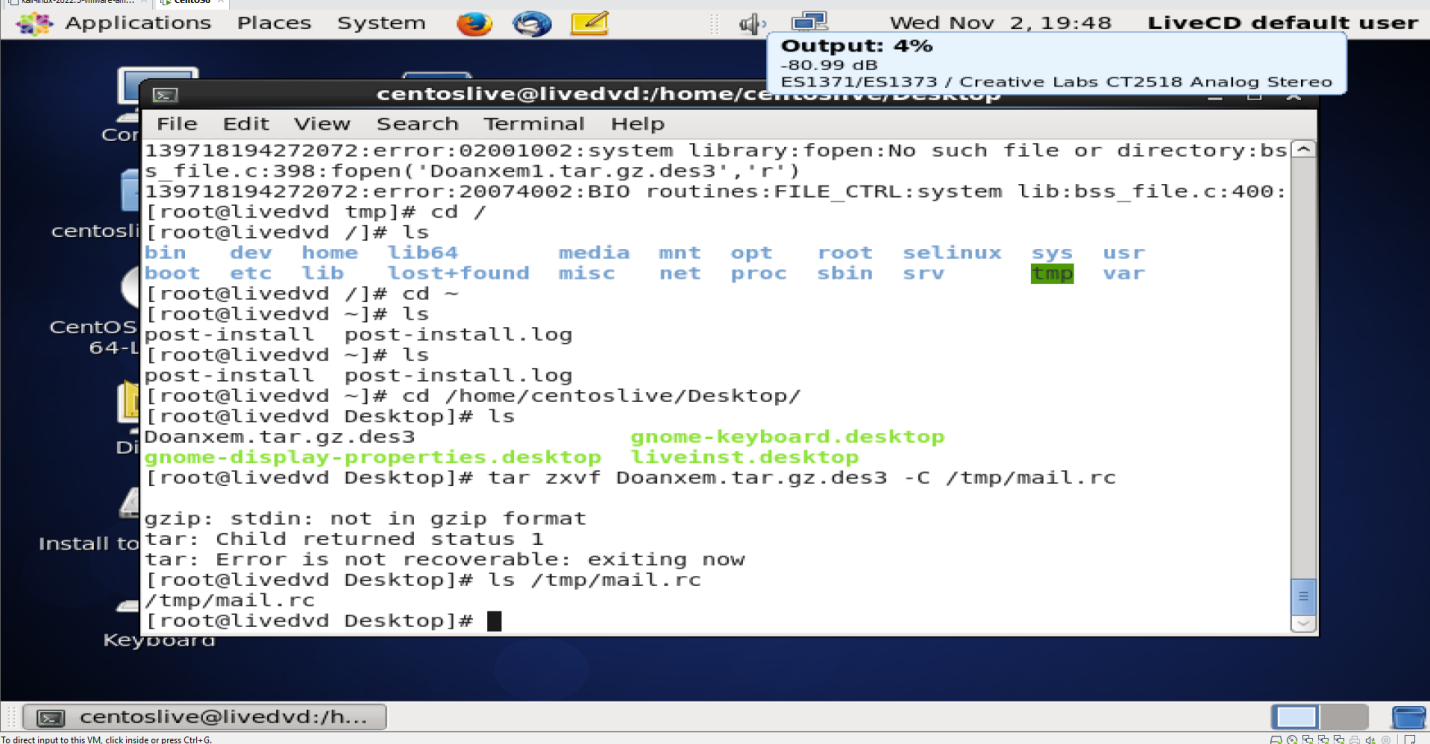 CentOS6
Applications Places System Wed Nov 2, 19:48 LiveCD default user
Output: 4%
-80.99 dB
ES1371/ES1373 / Creative Labs CT2518 Analog Stereo
centoslive@livedvd:/home/centoslive/Desktop
File Edit View Search Terminal Help
139718194272072:error:02001002:system library:fopen:No such file or directory:bs
s_file.c:398:fopen('Doanxem1.tar.gz.des3','r')
139718194272072:error:20074002:BIO routines:FILE_CTRL:system lib:bss_file.c:400:
[root@livedvd tmp]# cd /
[root@livedvd /]# ls
bin dev home lib64 media mnt opt root selinux sys usr
boot etc lib lost+found misc net proc sbin srv tmp var
[root@livedvd /]# cd ~
[root@livedvd ~]# ls
post-install post-install.log
[root@livedvd ~]# ls
post-install post-install.log
[root@livedvd ~]# cd /home/centoslive/Desktop/
[root@livedvd Desktop]# ls
Doanxem.tar.gz.des3 gnome-keyboard.desktop
gnome-display-properties.desktop liveinst.desktop
[root@livedvd Desktop]# tar zxvf Doanxem.tar.gz.des3 -C /tmp/mail.rc
gzip: stdin: not in gzip format
tar: Child returned status 1
tar: Error is not recoverable: exiting now
[root@livedvd Desktop]# ls /tmp/mail.rc
/tmp/mail.rc
[root@livedvd Desktop]#
Com
centosli
CentOS
64-L
Di
Install to
Keyboard
centoslive@livedvd:/h...
To direct input to this VM, click inside or press Ctrl+G.